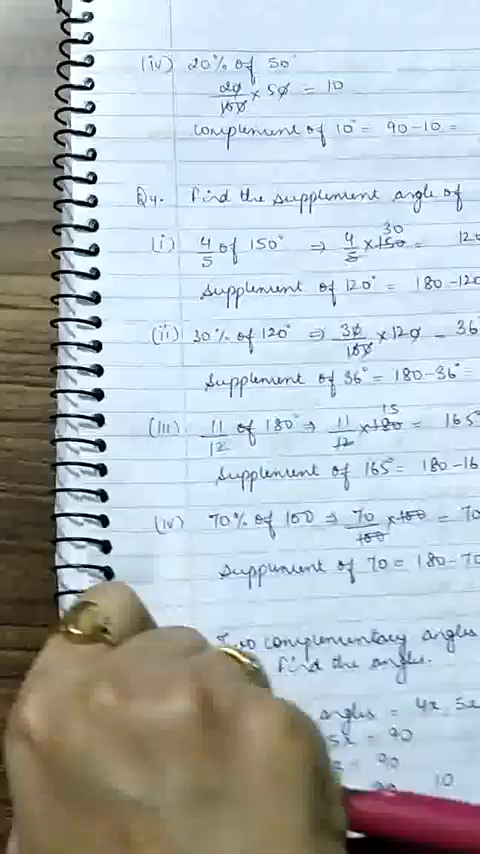 (iv) 20% of 50°
20/100 × 50 = 10
complement of 10° = 90-10 =
Q4. Find the supplement angle of
(i) 4/5 of 150° ⇒ 4/5 × 150 = 120
30
Supplement of 120° = 180-120
(ii) 30% of 120° ⇒ 30/100 × 120 = 36
Supplement of 36° = 180-36° =
(iii) 11/12 of 180° ⇒ 11/12 × 180 = 165°
15
Supplement of 165° = 180-16
(iv) 70% of 100 ⇒ 70/100 × 100 = 70
Supplement of 70 = 180-70
Two complementary angles
Find the angles.
angles = 4x 5x
5x = 90
= 90
10